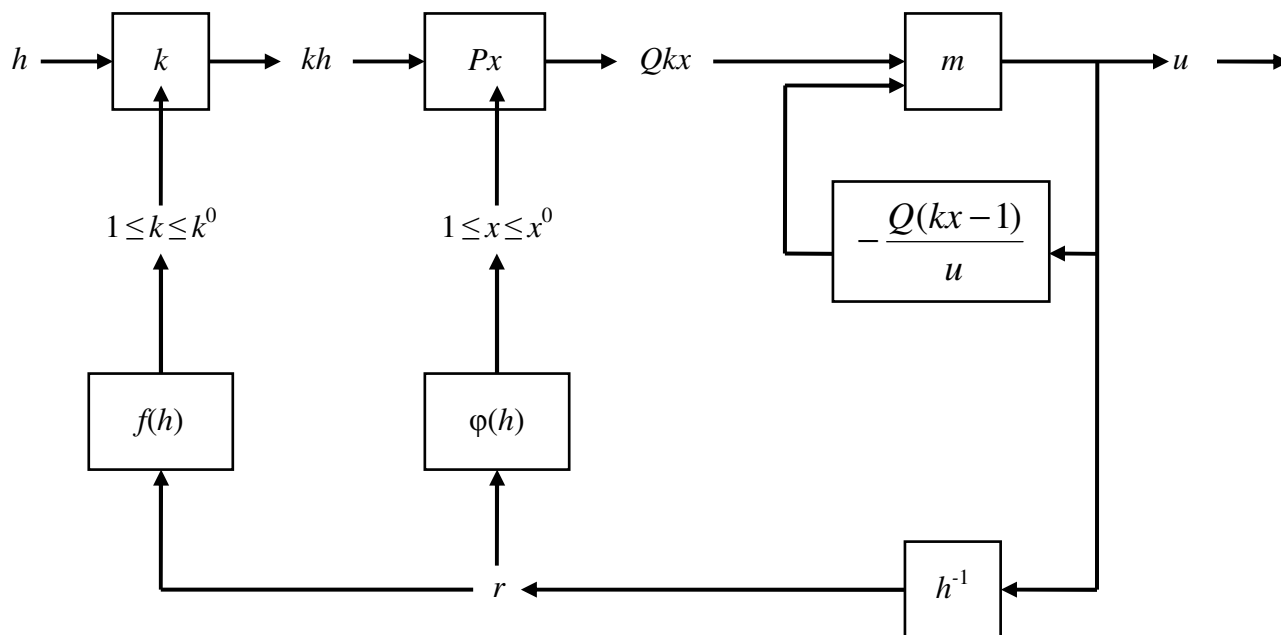 h k kh Px Qkx m u
1 ≤ k ≤ k⁰ 1 ≤ x ≤ x⁰
− Q(kx − 1) / u
f(h) φ(h)
r h⁻¹